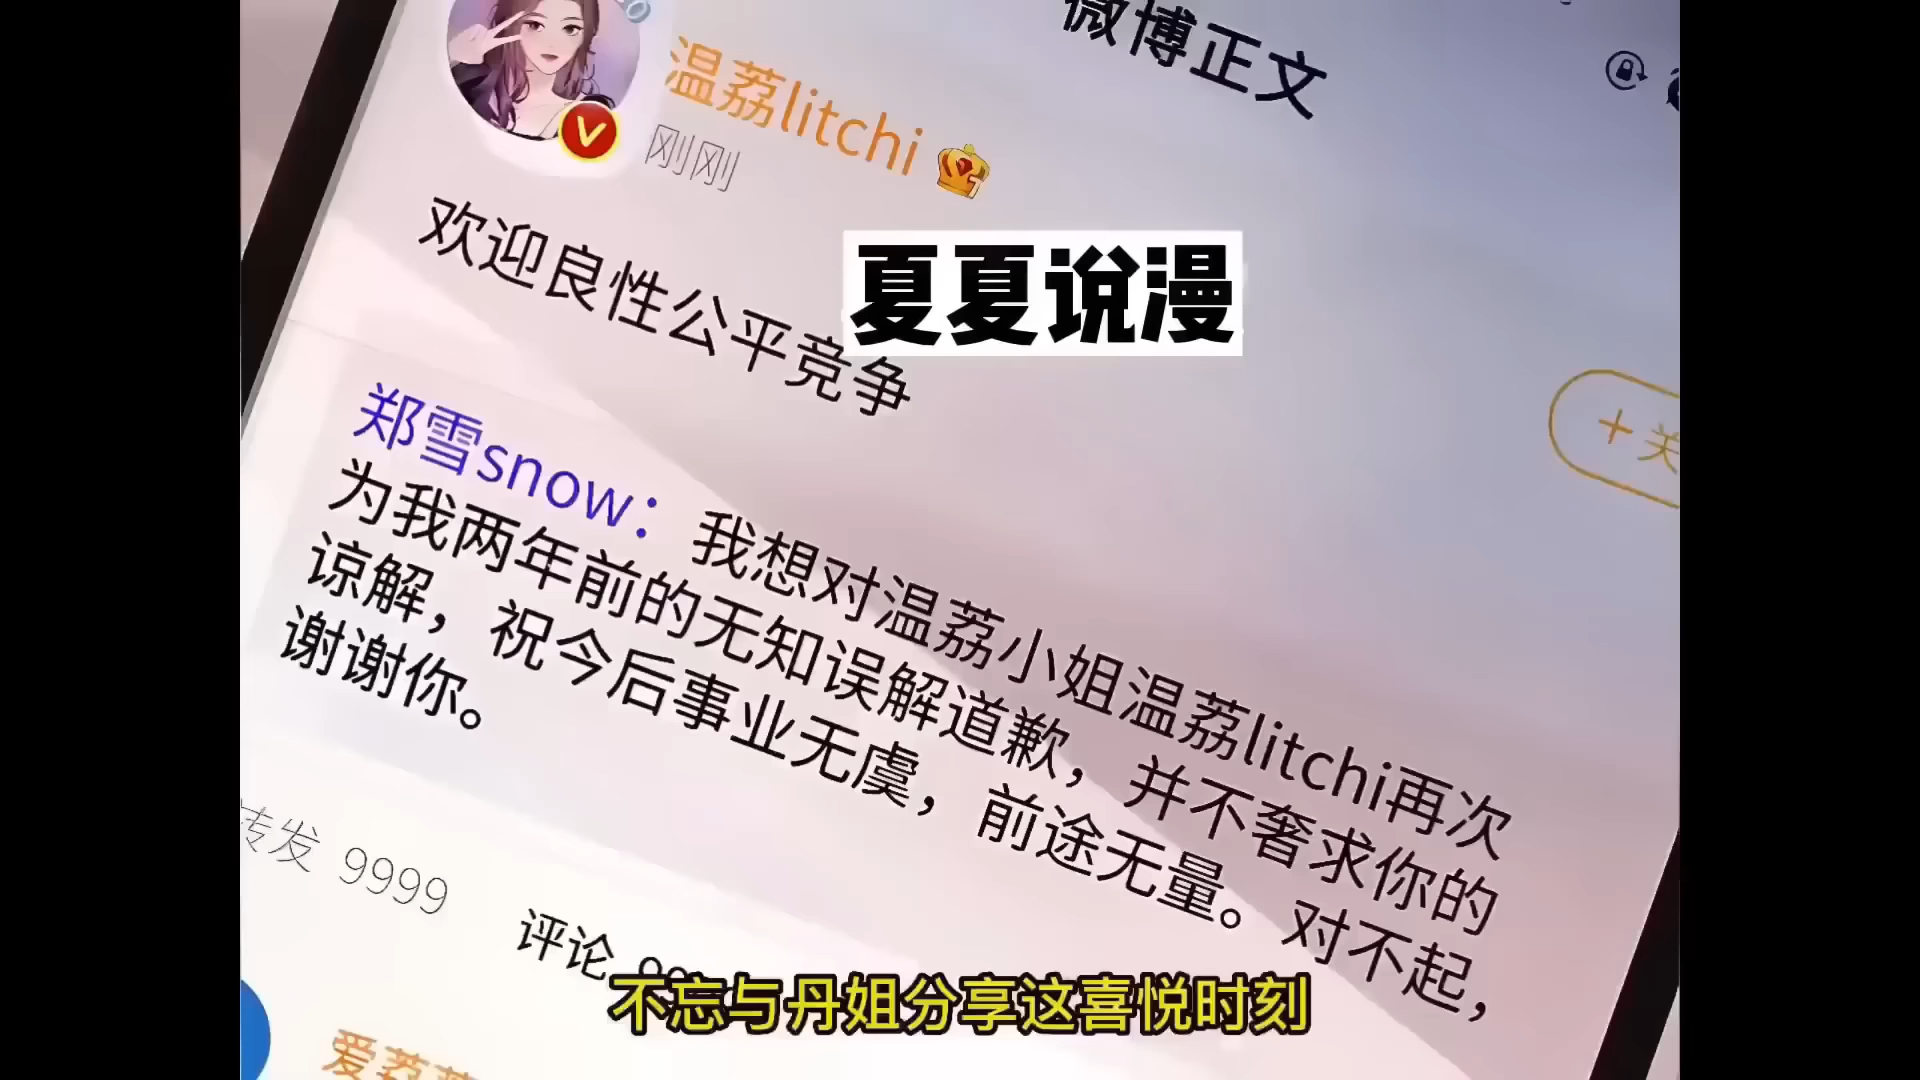 微博正文
温荔litchi
刚刚
欢迎良性公平竞争
夏夏说漫
+关
郑雪snow：我想对温荔小姐温荔litchi再次
为我两年前的无知误解道歉，并不奢求你的
谅解，祝今后事业无虞，前途无量。对不起，
谢谢你。
转发 9999
评论
不忘与丹姐分享这喜悦时刻
爱荔